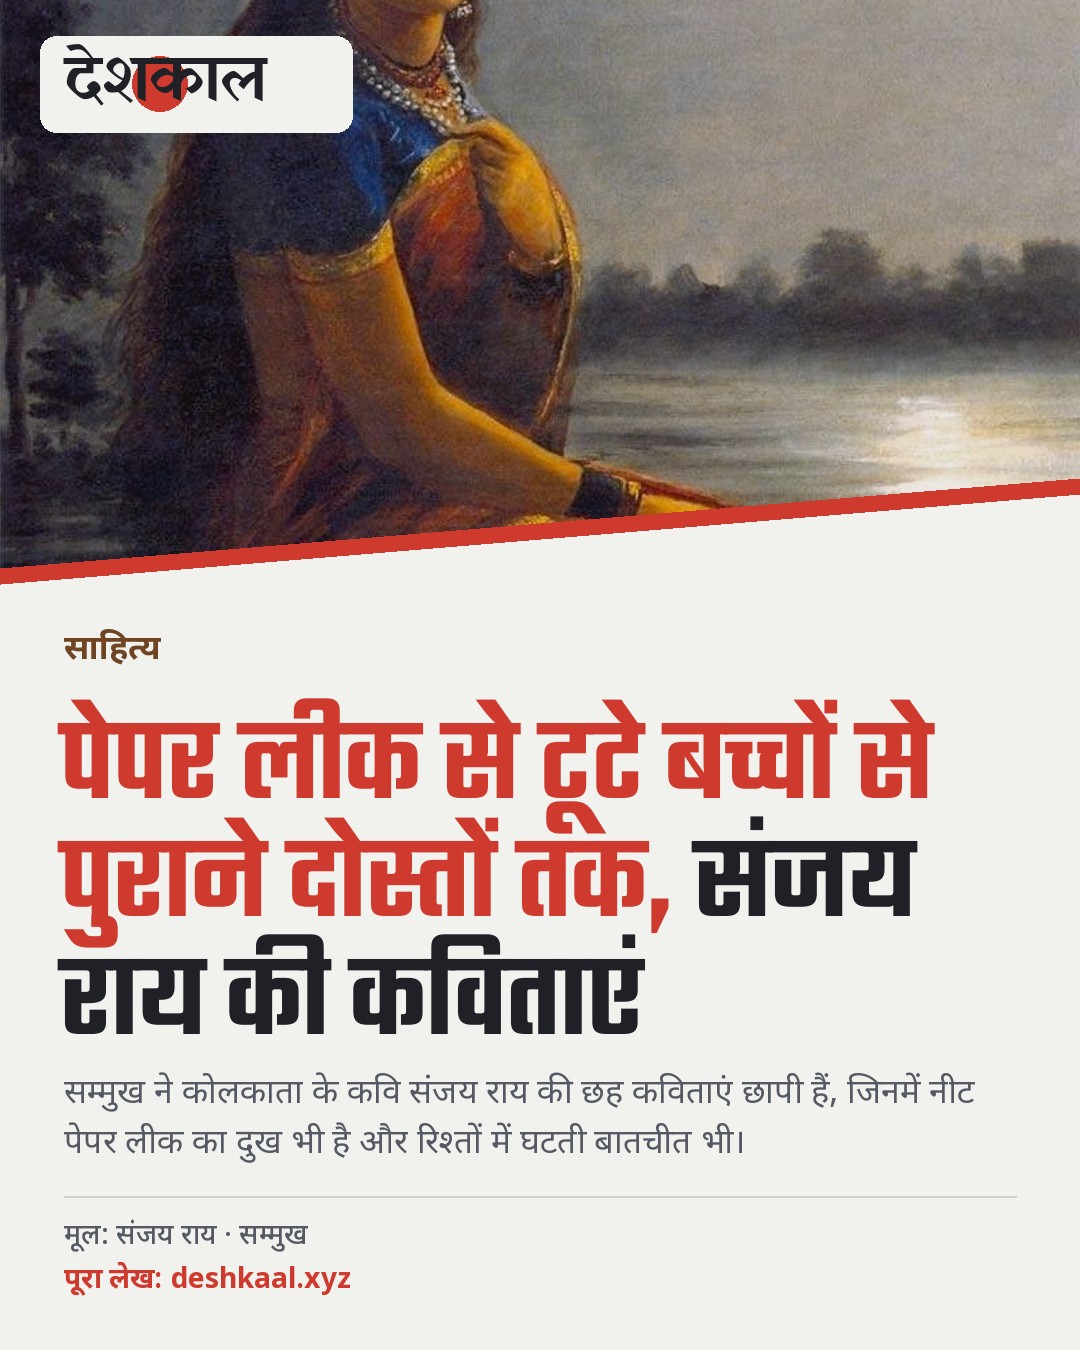 देशकाल
साहित्य
पेपर लीक से टूटे बच्चों से
पुराने दोस्तों तक, संजय
राय की कविताएं
सम्मुख ने कोलकाता के कवि संजय राय की छह कविताएं छापी हैं, जिनमें नीट
पेपर लीक का दुख भी है और रिश्तों में घटती बातचीत भी।
मूल: संजय राय · सम्मुख
पूरा लेख: deshkaal.xyz